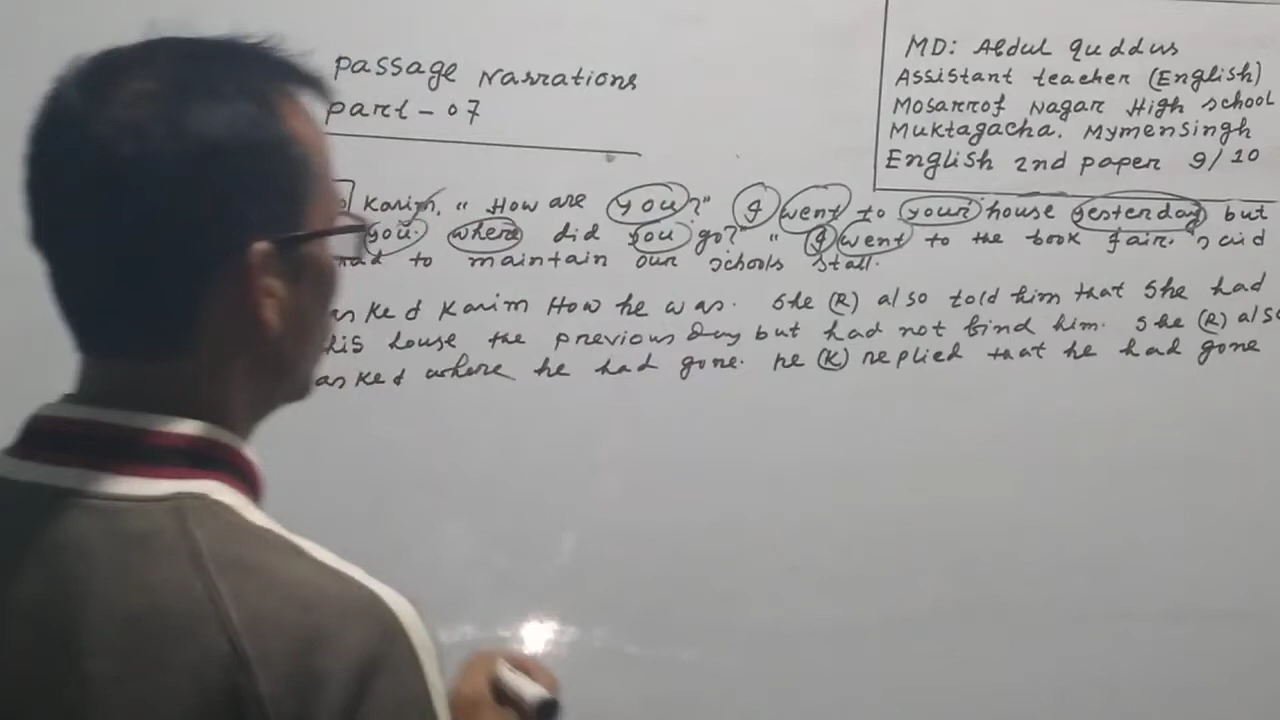 Passage Narrations
part - 07
MD: Abdul Quddus
Assistant teacher (English)
Mosarrof Nagar High school
Muktagacha. Mymensingh
English 2nd paper 9/10
Karim, " How are you?" I went to your house yesterday but
you. where did you go?" " I went to the book fair." said
had to maintain our schools stall.
asked Karim How he was. She (R) also told him that She had
his house the previous day but had not find him. She (R) also
asked where he had gone. he (K) replied that he had gone